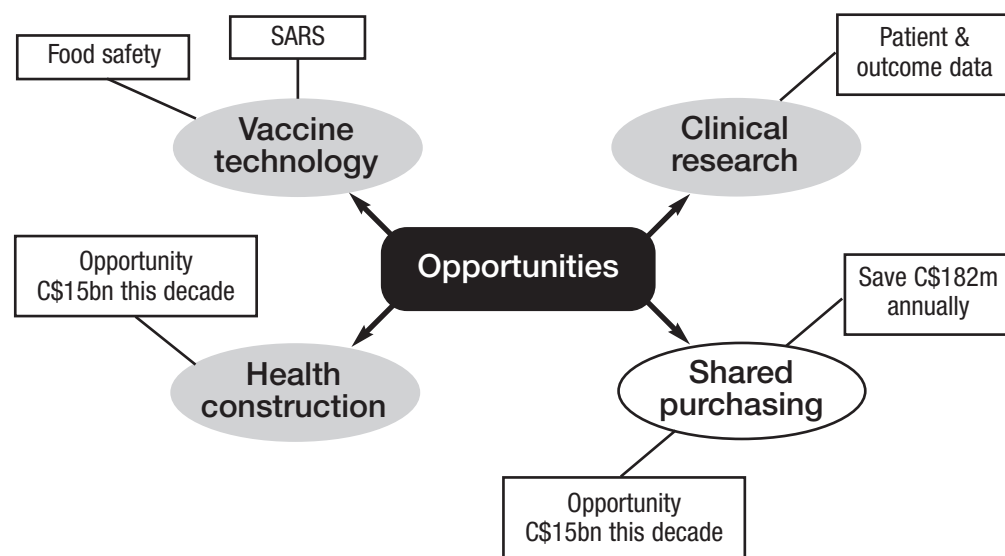 Food safety
SARS
Patient &
outcome data
Vaccine
technology
Clinical
research
Opportunity
C$15bn this decade
Opportunities
Save C$182m
annually
Health
construction
Shared
purchasing
Opportunity
C$15bn this decade